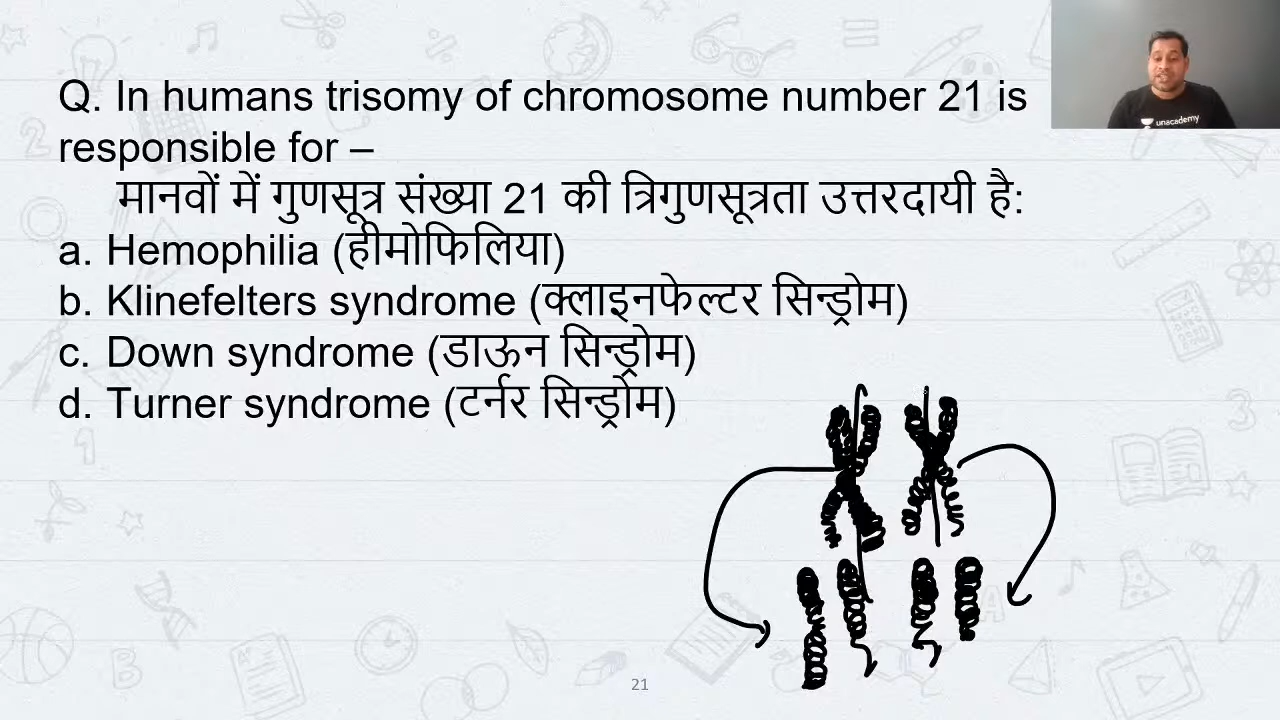 Q. In humans trisomy of chromosome number 21 is
responsible for –
मानवों में गुणसूत्र संख्या 21 की त्रिगुणसूत्रता उत्तरदायी है:
a. Hemophilia (हीमोफिलिया)
b. Klinefelters syndrome (क्लाइनफेल्टर सिन्ड्रोम)
c. Down syndrome (डाऊन सिन्ड्रोम)
d. Turner syndrome (टर्नर सिन्ड्रोम)
unacademy
21